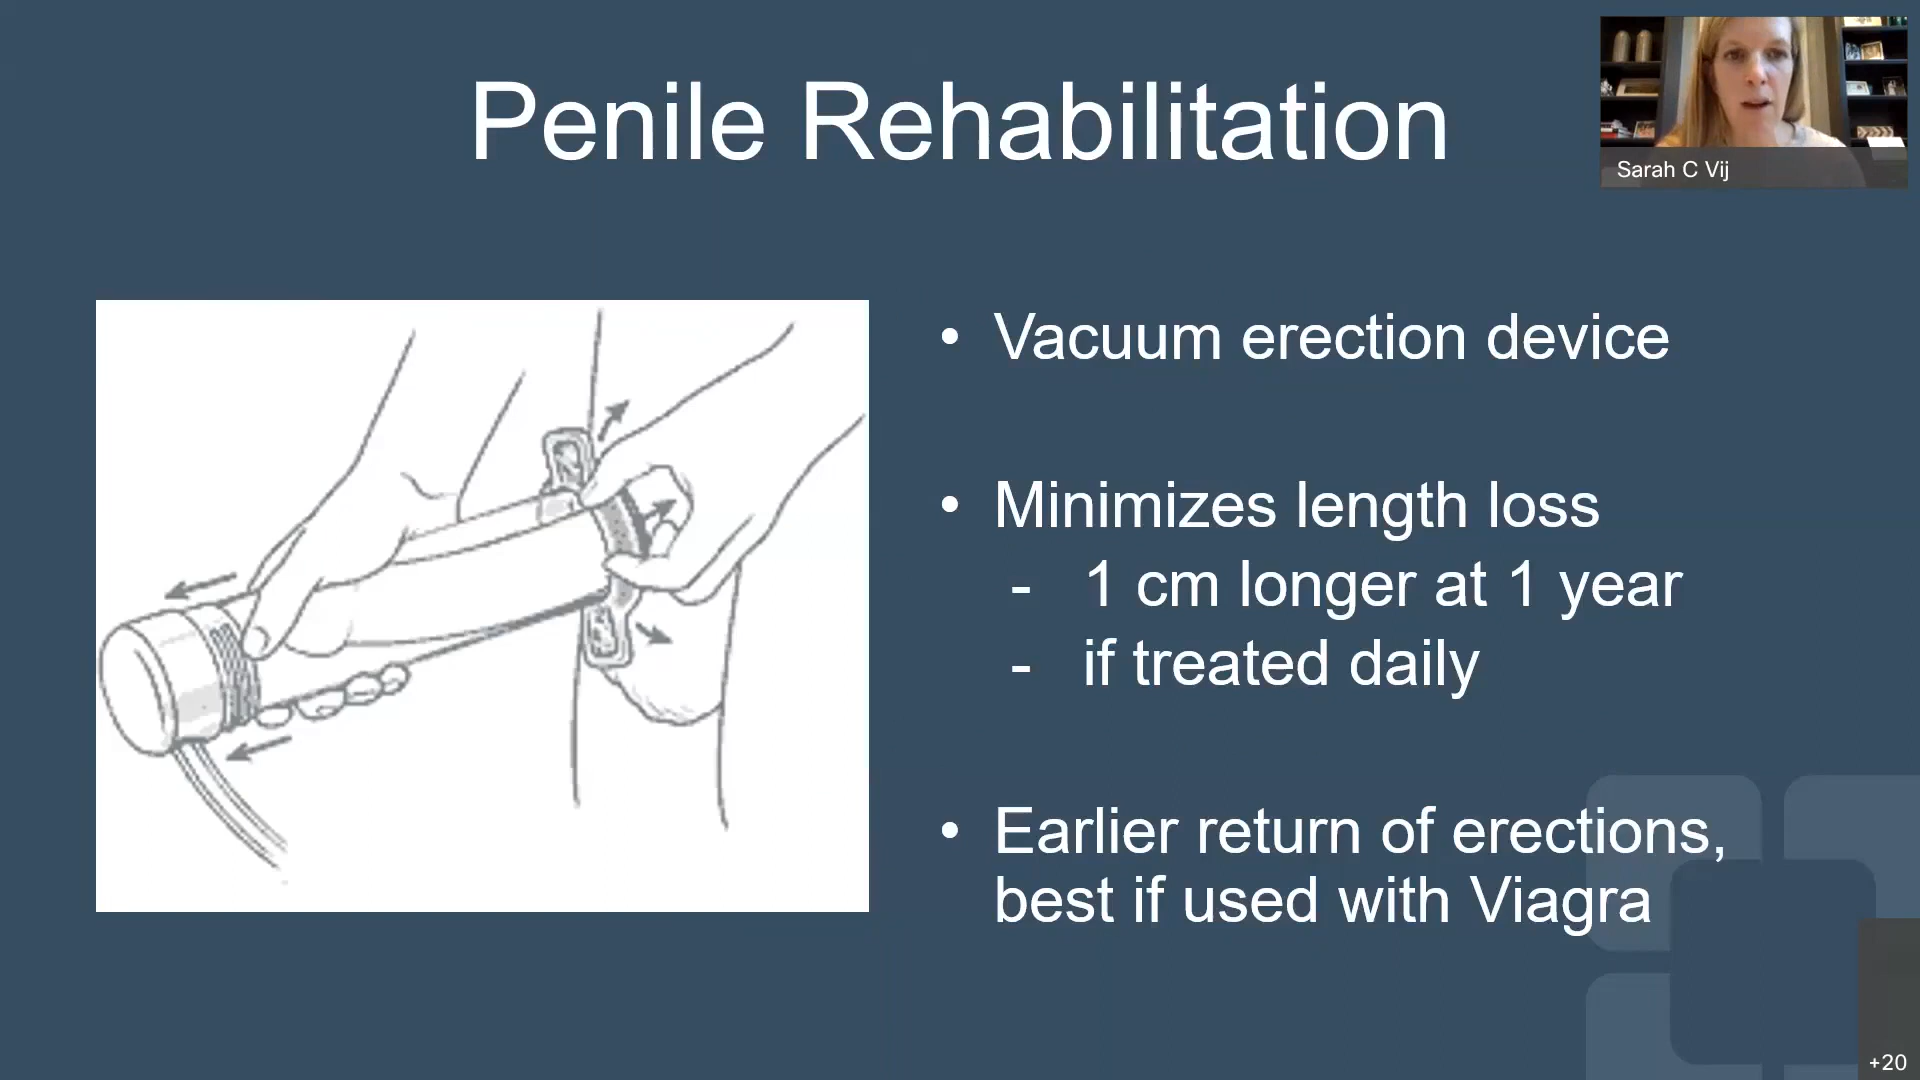 Penile Rehabilitation
Sarah C Vij
• Vacuum erection device
• Minimizes length loss
- 1 cm longer at 1 year
- if treated daily
• Earlier return of erections,
best if used with Viagra
+20